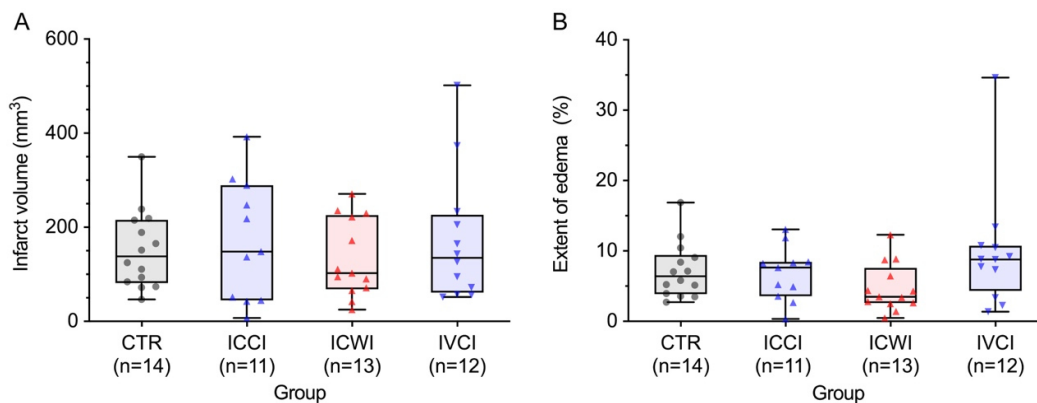 A
Infarct volume (mm³)
600
400
200
0
CTR
(n=14)
ICCI
(n=11)
ICWI
(n=13)
IVCI
(n=12)
Group
B
Extent of edema (%)
40
30
20
10
0
CTR
(n=14)
ICCI
(n=11)
ICWI
(n=13)
IVCI
(n=12)
Group